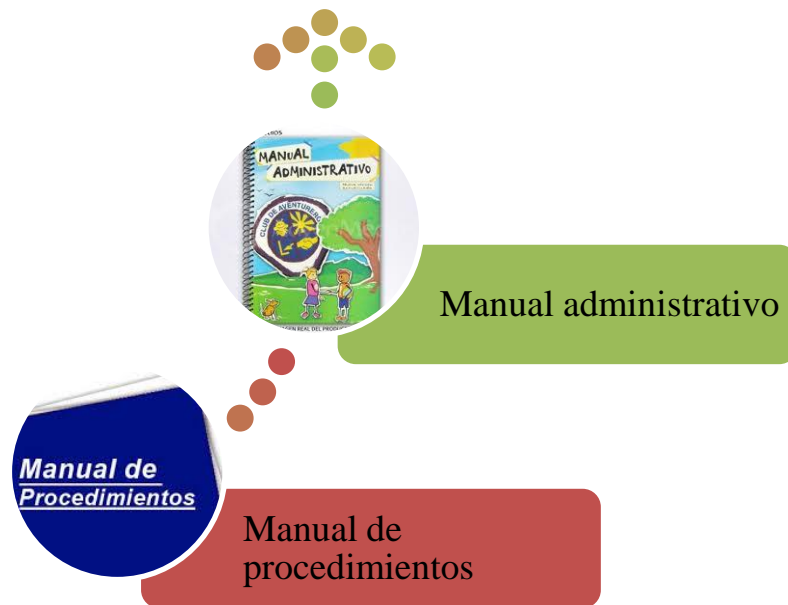 MANUAL
ADMINISTRATIVO
CLUB DE AVENTUREROS
Manual administrativo
Manual de
Procedimientos
Manual de
procedimientos